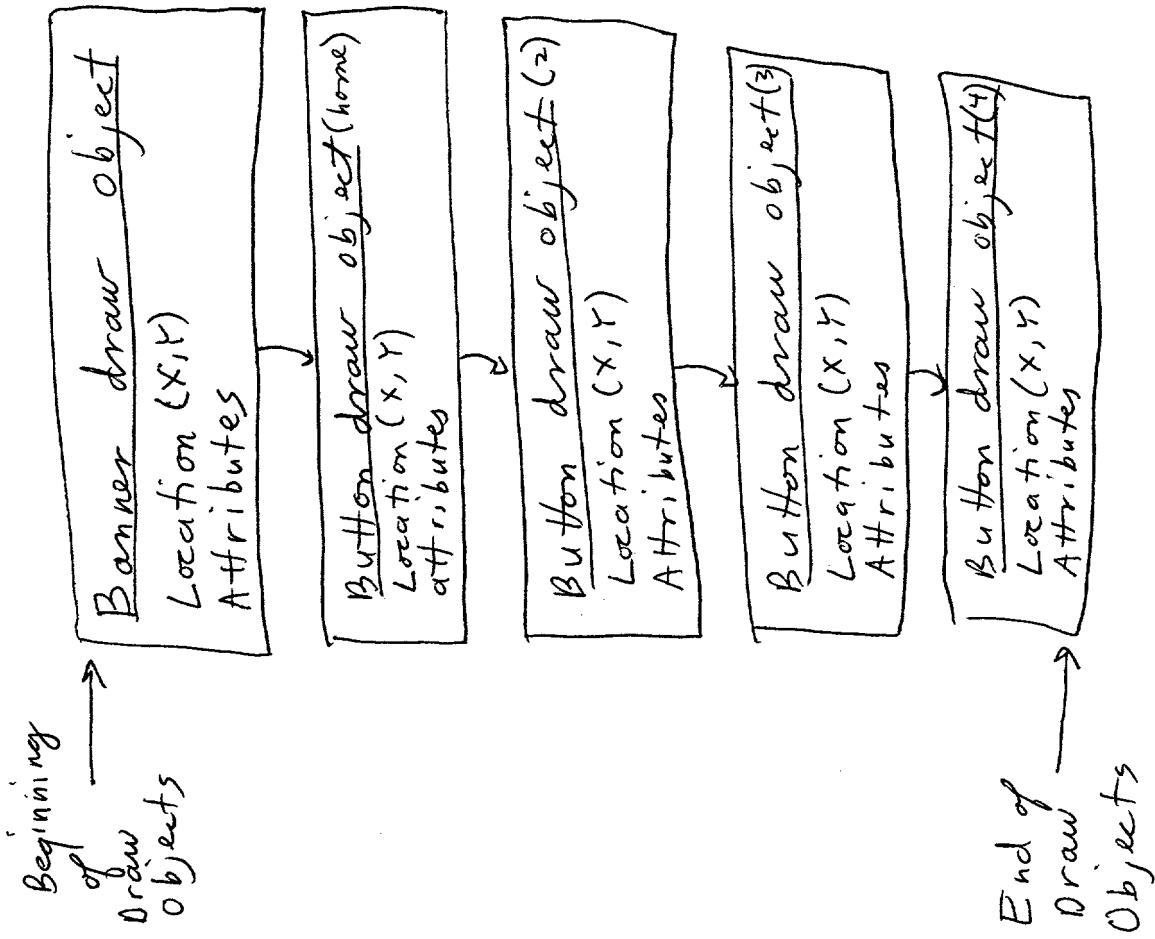 Beginning
of
Draw
Objects
Banner draw object
Location (X,Y)
Attributes
Button draw object (home)
Location (X,Y)
attributes
Button draw object (2)
Location (X,Y)
Attributes
Button draw object (3)
Location (X,Y)
Attributes
Button draw object (4)
Location (X,Y)
Attributes
End of
Draw
Objects